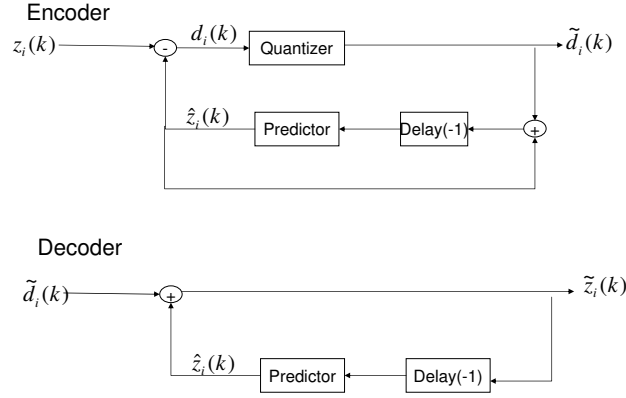 Encoder
z_i(k) - d_i(k) Quantizer d̃_i(k)
ẑ_i(k) Predictor Delay(-1) +
Decoder
d̃_i(k) + z̃_i(k)
ẑ_i(k) Predictor Delay(-1)